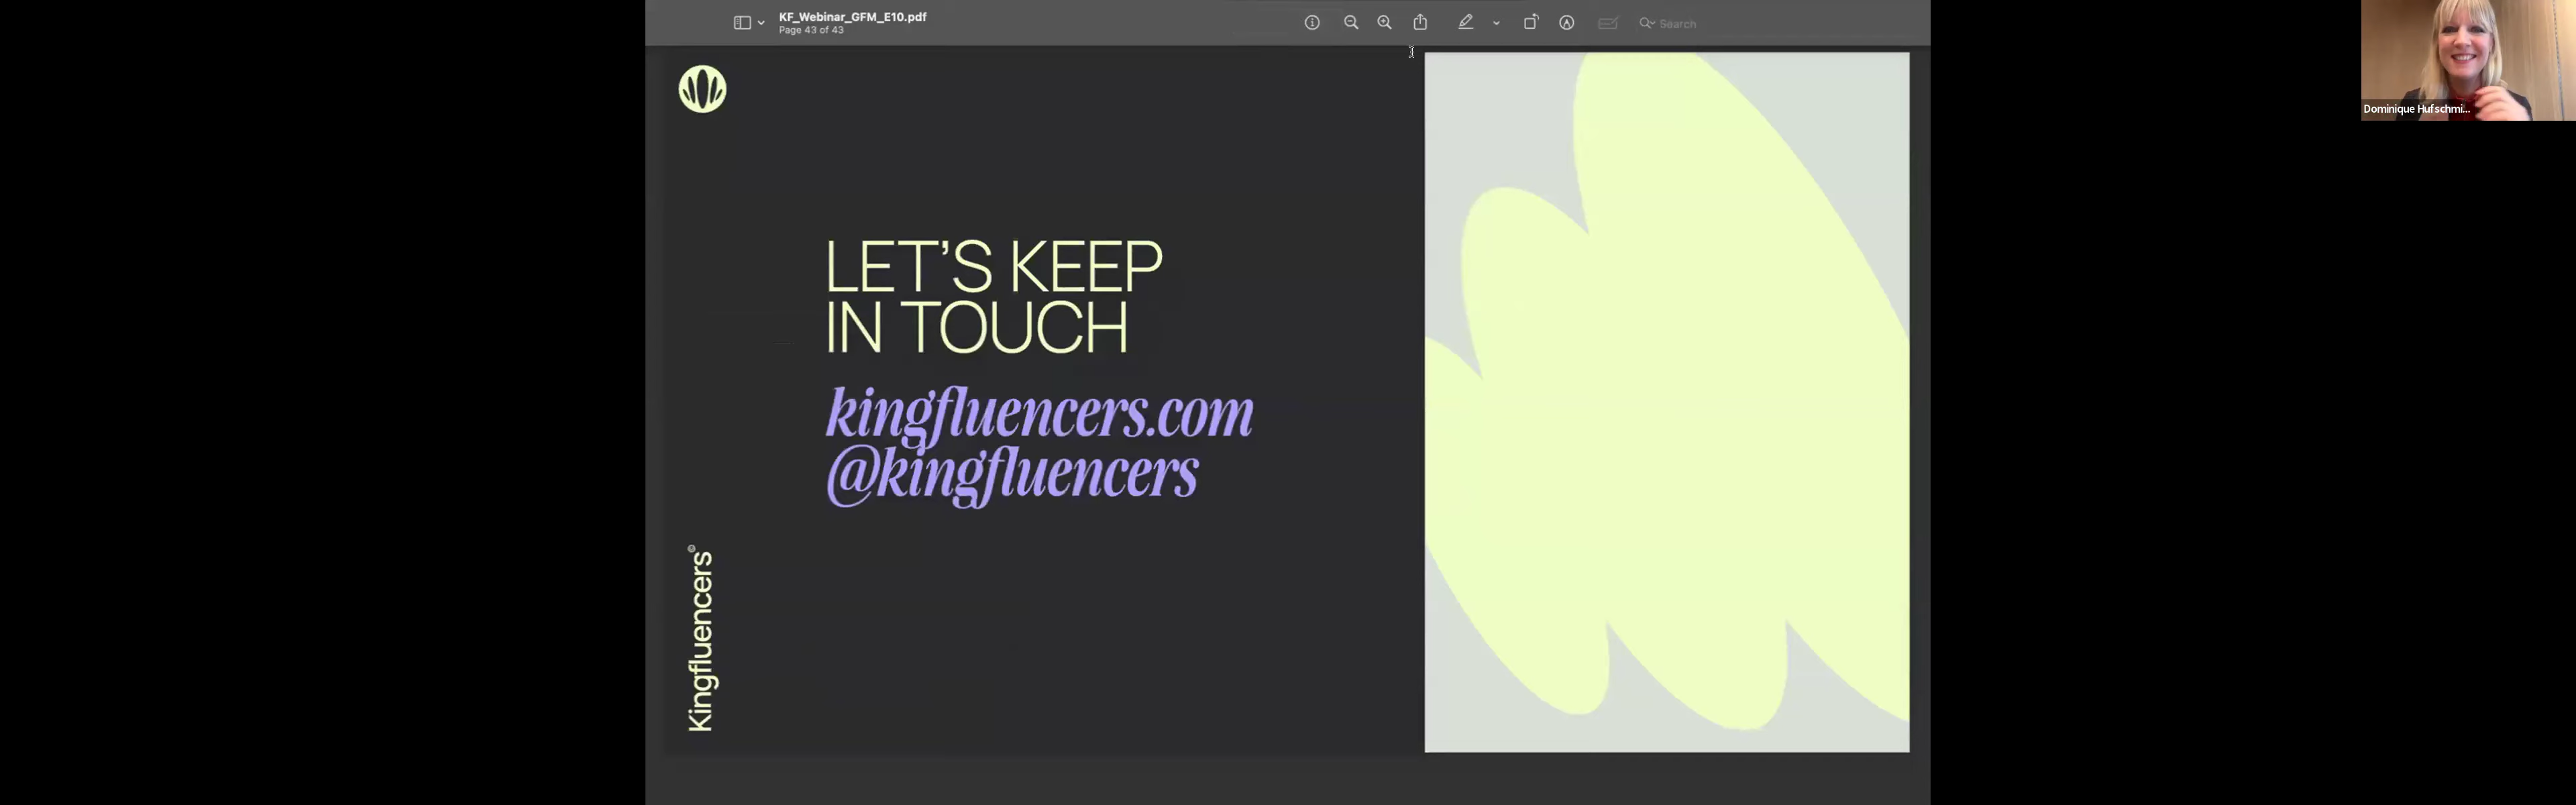 KF_Webinar_GFM_E10.pdf
Page 43 of 43
Search
Dominique Hufschmi...
LET'S KEEP
IN TOUCH
kingfluencers.com
@kingfluencers
Kingfluencers®